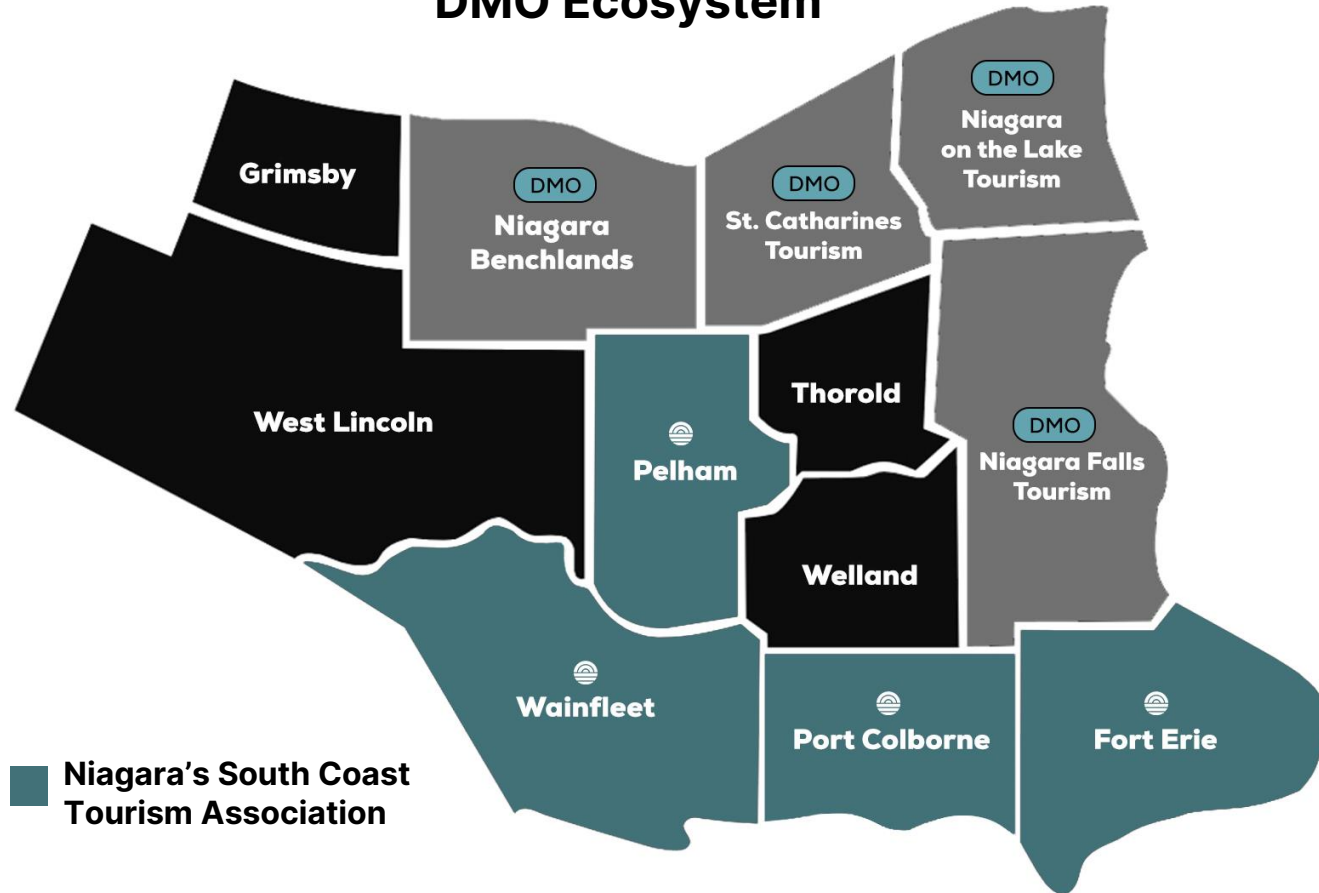 DMO Ecosystem
DMO
Niagara
on the Lake
Tourism
Grimsby
DMO
Niagara
Benchlands
DMO
St. Catharines
Tourism
Thorold
West Lincoln
DMO
Niagara Falls
Tourism
Pelham
Welland
Wainfleet
Port Colborne
Fort Erie
Niagara’s South Coast
Tourism Association